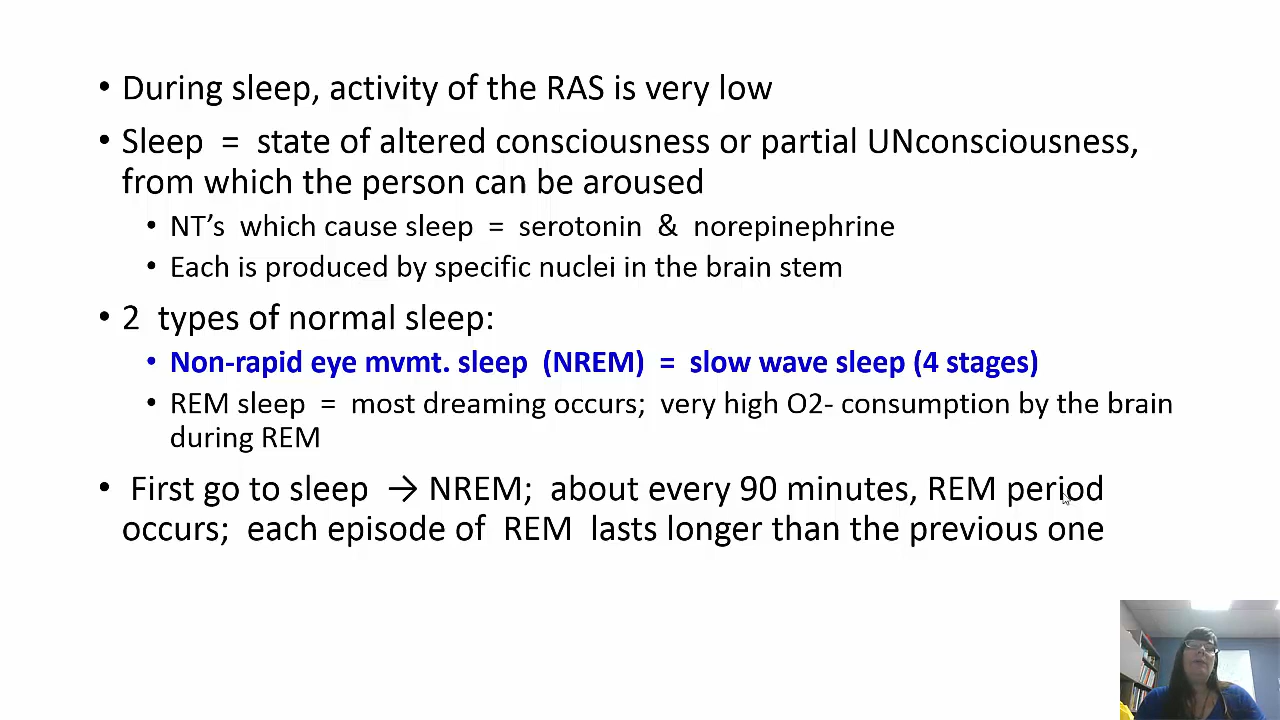 • During sleep, activity of the RAS is very low
• Sleep = state of altered consciousness or partial UNconsciousness,
from which the person can be aroused
• NT’s which cause sleep = serotonin & norepinephrine
• Each is produced by specific nuclei in the brain stem
• 2 types of normal sleep:
• Non-rapid eye mvmt. sleep (NREM) = slow wave sleep (4 stages)
• REM sleep = most dreaming occurs; very high O2- consumption by the brain
during REM
• First go to sleep → NREM; about every 90 minutes, REM period
occurs; each episode of REM lasts longer than the previous one